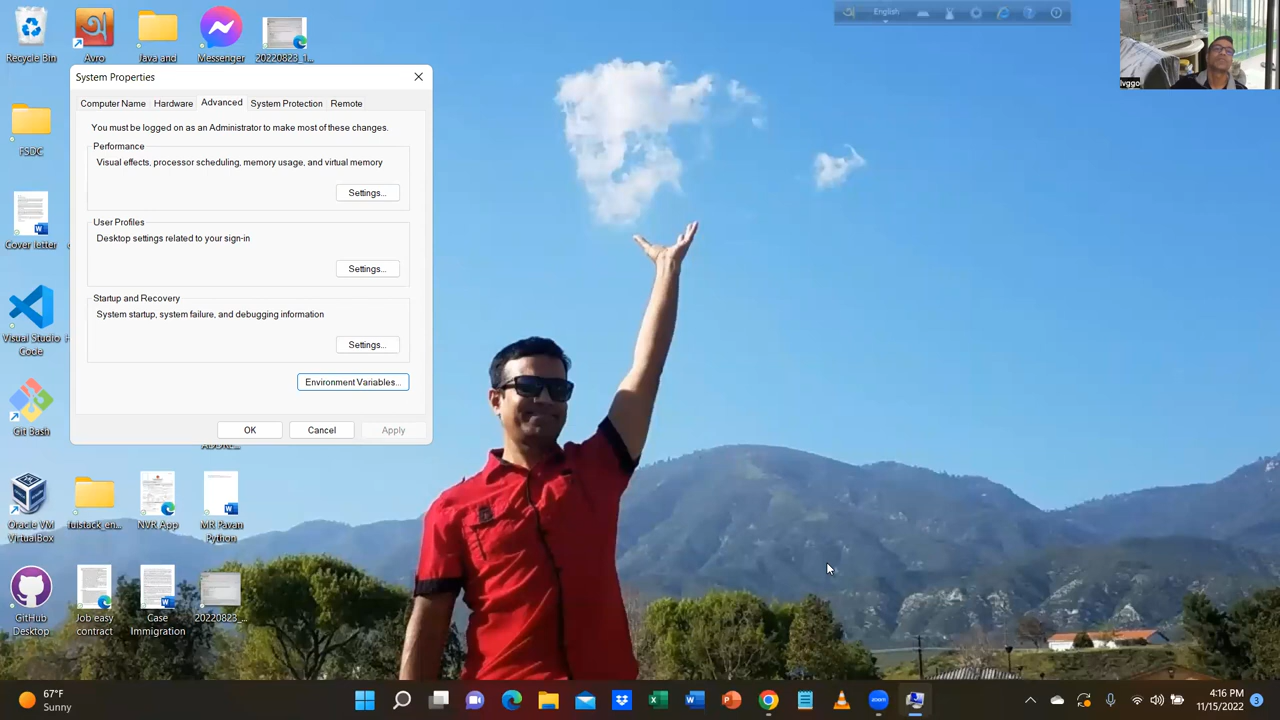 English
Recycle Bin
Avro
Java and
Messenger
20220823_1...
System Properties
Computer Name
Hardware
Advanced
System Protection
Remote
You must be logged on as an Administrator to make most of these changes.
Performance
Visual effects, processor scheduling, memory usage, and virtual memory
Settings...
User Profiles
Desktop settings related to your sign-in
Settings...
Startup and Recovery
System startup, system failure, and debugging information
Settings...
Environment Variables...
OK
Cancel
Apply
FSDC
Cover letter
Visual Studio
Code
Git Bash
Oracle VM
VirtualBox
fulstack_en...
NVR App
MR Pavan
Python
GitHub
Desktop
Job easy
contract
Case
Immigration
20220823_...
67°F
Sunny
zoom
4:16 PM
11/15/2022
3